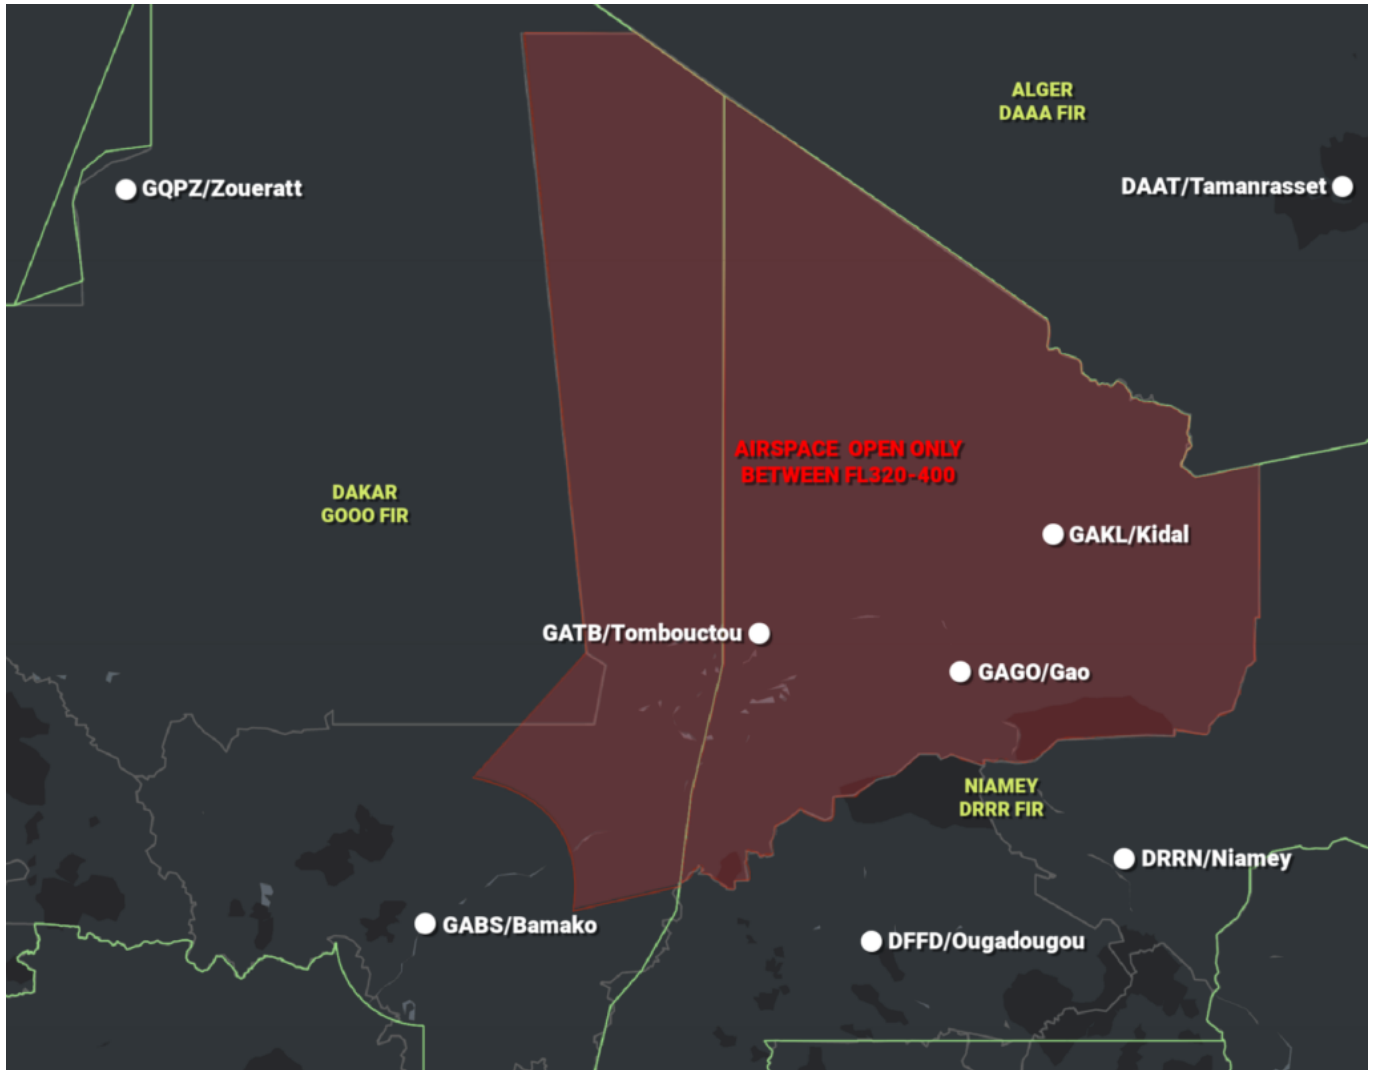 ALGER
DAAA FIR
GQPZ/Zoueratt
DAAT/Tamanrasset
AIRSPACE OPEN ONLY
BETWEEN FL320-400
DAKAR
GOOO FIR
GAKL/Kidal
GATB/Tombouctou
GAGO/Gao
NIAMEY
DRRR FIR
DRRN/Niamey
GABS/Bamako
DFFD/Ougadougou